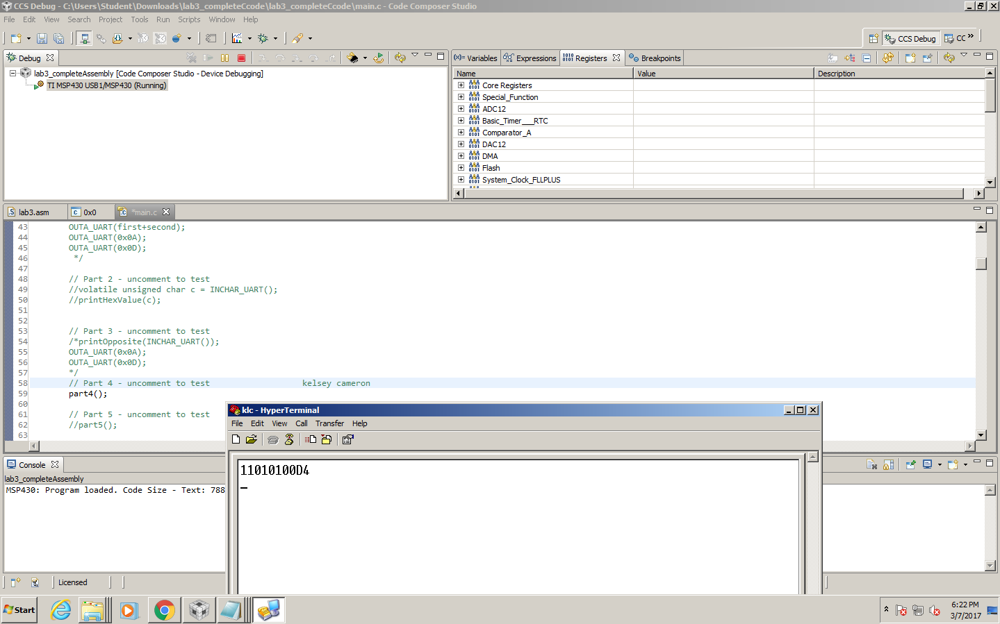 CCS Debug - C:\Users\Student\Downloads\lab3_completeCcode\lab3_completeCcode\main.c - Code Composer Studio
File Edit View Search Project Tools Run Scripts Window Help
CCS Debug CC »
Debug
lab3_completeAssembly [Code Composer Studio - Device Debugging]
TI MSP430 USB1/MSP430 (Running)
(x)= Variables Expressions Registers Breakpoints
Name Value Description
Core Registers
Special_Function
ADC12
Basic_Timer___RTC
Comparator_A
DAC12
DMA
Flash
System_Clock_FLLPLUS
lab3.asm 0x0 *main.c
43 OUTA_UART(first+second);
44 OUTA_UART(0x0A);
45 OUTA_UART(0x0D);
46 */
47
48 // Part 2 - uncomment to test
49 //volatile unsigned char c = INCHAR_UART();
50 //printHexValue(c);
51
52
53 // Part 3 - uncomment to test
54 /*printOpposite(INCHAR_UART());
55 OUTA_UART(0x0A);
56 OUTA_UART(0x0D);
57 */
58 // Part 4 - uncomment to test kelsey cameron
59 part4();
60
61 // Part 5 - uncomment to test
62 //part5();
63
klc - HyperTerminal
File Edit View Call Transfer Help
11010100D4
_
Console
lab3_completeAssembly
MSP430: Program loaded. Code Size - Text: 788
Licensed
Start
6:22 PM
3/7/2017